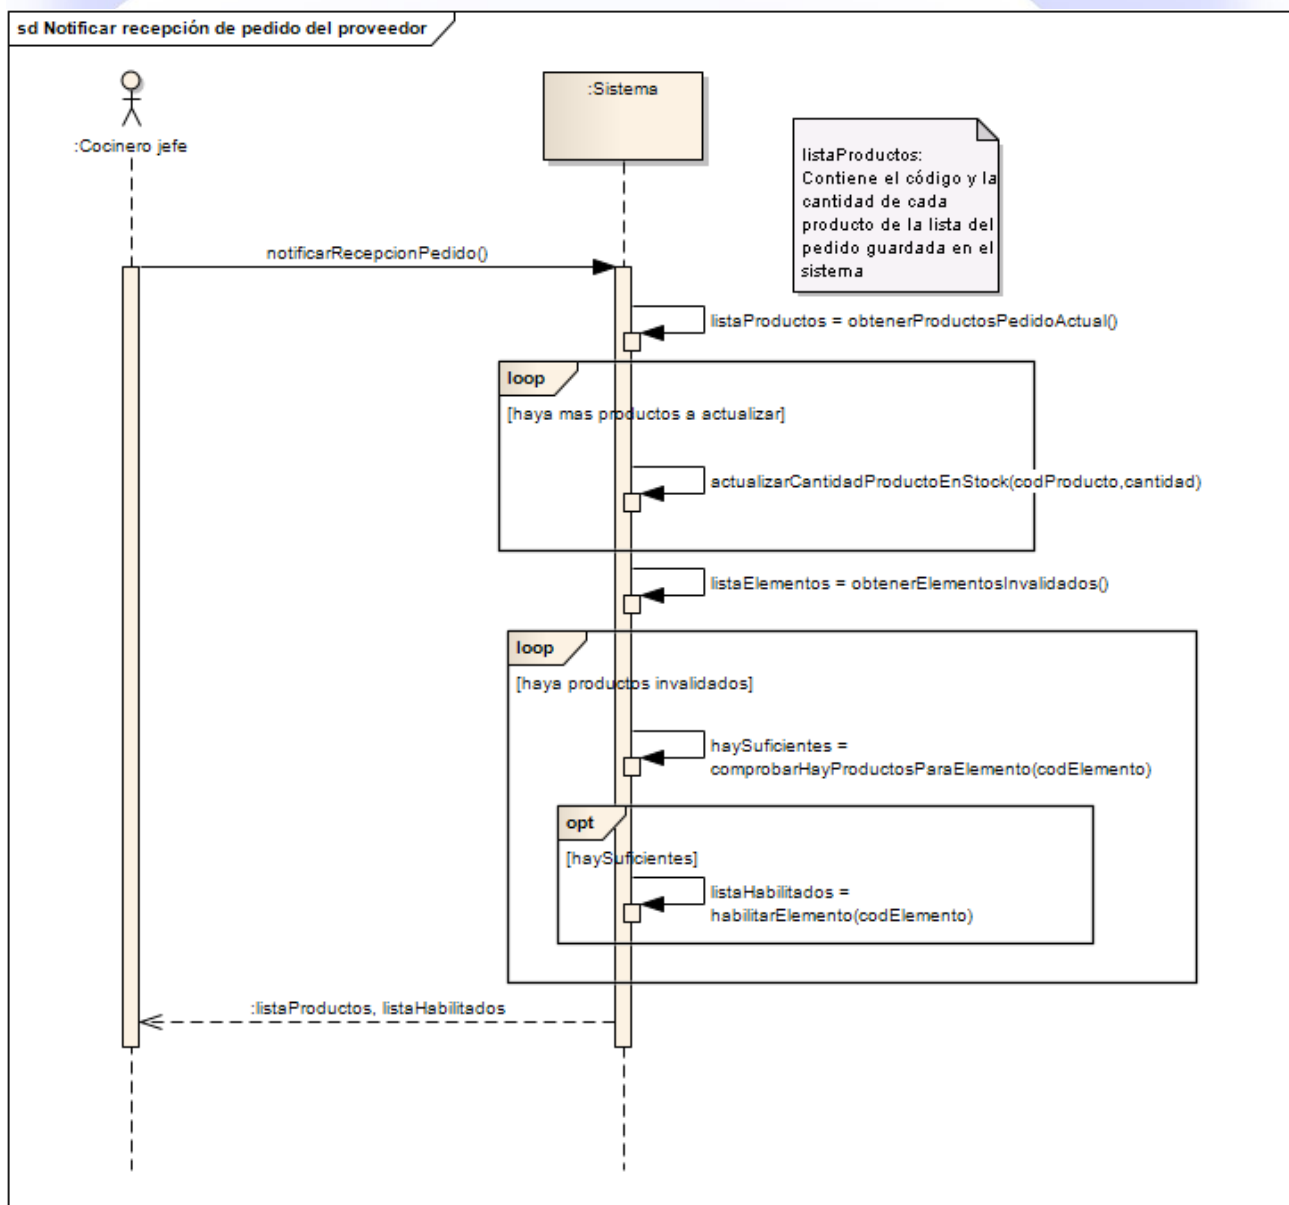 sd Notificar recepción de pedido del proveedor
:Cocinero jefe
:Sistema
listaProductos:
Contiene el código y la
cantidad de cada
producto de la lista del
pedido guardada en el
sistema
notificarRecepcionPedido()
listaProductos = obtenerProductosPedidoActual()
loop
[haya mas productos a actualizar]
actualizarCantidadProductoEnStock(codProducto,cantidad)
listaElementos = obtenerElementosInvalidados()
loop
[haya productos invalidados]
haySuficientes =
comprobarHayProductosParaElemento(codElemento)
opt
[haySuficientes]
listaHabilitados =
habilitarElemento(codElemento)
:listaProductos, listaHabilitados